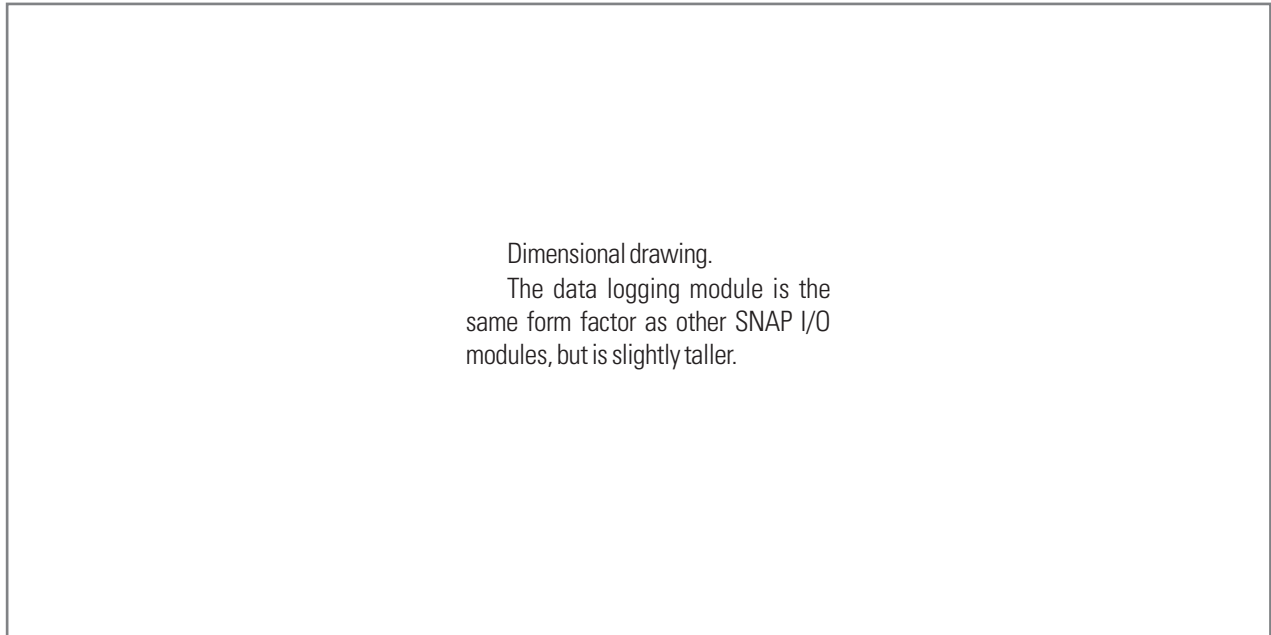 Dimensional drawing.
The data logging module is the
same form factor as other SNAP I/O
modules, but is slightly taller.